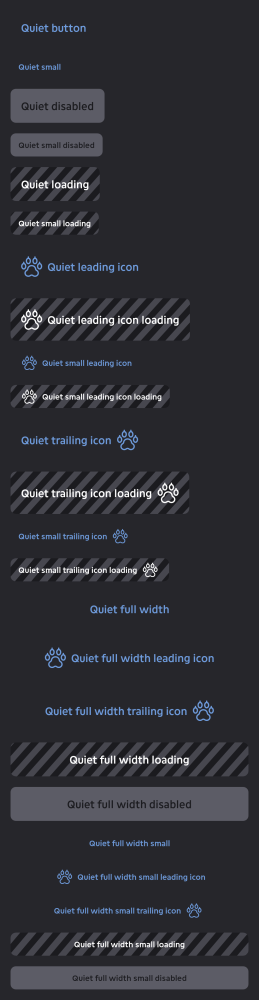 Quiet button
Quiet small
Quiet disabled
Quiet small disabled
Quiet loading
Quiet small loading
Quiet leading icon
Quiet leading icon loading
Quiet small leading icon
Quiet small leading icon loading
Quiet trailing icon
Quiet trailing icon loading
Quiet small trailing icon
Quiet small trailing icon loading
Quiet full width
Quiet full width leading icon
Quiet full width trailing icon
Quiet full width loading
Quiet full width disabled
Quiet full width small
Quiet full width small leading icon
Quiet full width small trailing icon
Quiet full width small loading
Quiet full width small disabled